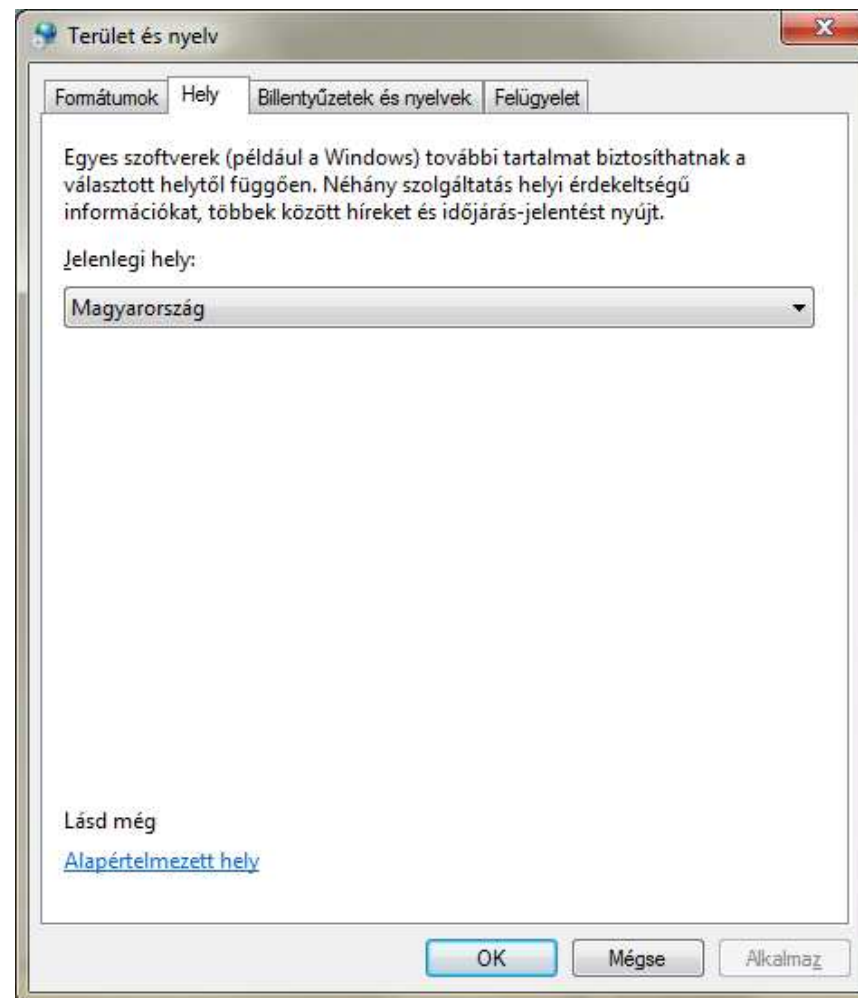 Terület és nyelv
Formátumok Hely Billentyűzetek és nyelvek Felügyelet
Egyes szoftverek (például a Windows) további tartalmat biztosíthatnak a
választott helytől függően. Néhány szolgáltatás helyi érdekeltségű
információkat, többek között híreket és időjárás-jelentést nyújt.
Jelenlegi hely:
Magyarország
Lásd még
Alapértelmezett hely
OK Mégse Alkalmaz